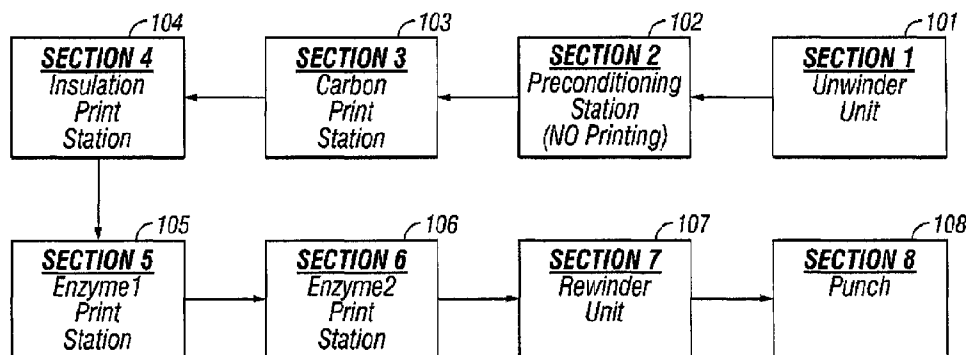 104
SECTION 4
Insulation
Print
Station
103
SECTION 3
Carbon
Print
Station
102
SECTION 2
Preconditioning
Station
(NO Printing)
101
SECTION 1
Unwinder
Unit
105
SECTION 5
Enzyme1
Print
Station
106
SECTION 6
Enzyme2
Print
Station
107
SECTION 7
Rewinder
Unit
108
SECTION 8
Punch